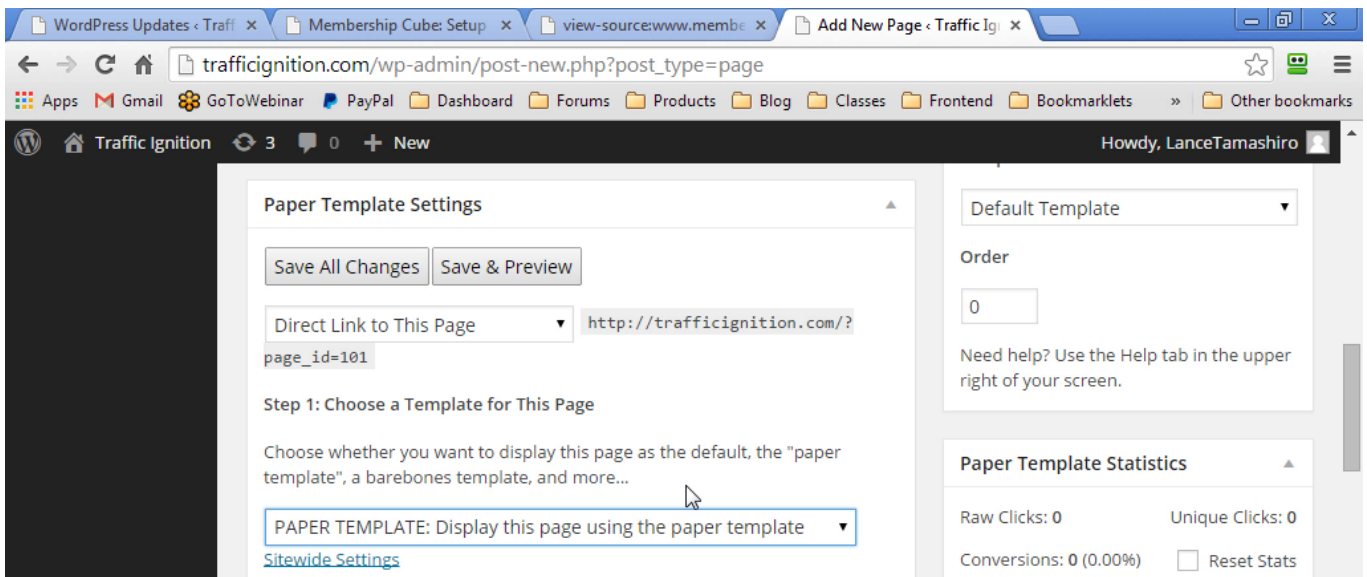 WordPress Updates ‹ Traff
Membership Cube: Setup
view-source:www.membe
Add New Page ‹ Traffic Ig
trafficignition.com/wp-admin/post-new.php?post_type=page
Apps Gmail GoToWebinar PayPal Dashboard Forums Products Blog Classes Frontend Bookmarklets » Other bookmarks
Traffic Ignition 3 0 + New Howdy, LanceTamashiro
Paper Template Settings
Save All Changes Save & Preview
Direct Link to This Page http://trafficignition.com/?
page_id=101
Step 1: Choose a Template for This Page
Choose whether you want to display this page as the default, the "paper
template", a barebones template, and more...
PAPER TEMPLATE: Display this page using the paper template
Sitewide Settings
Default Template
Order
0
Need help? Use the Help tab in the upper
right of your screen.
Paper Template Statistics
Raw Clicks: 0 Unique Clicks: 0
Conversions: 0 (0.00%) Reset Stats